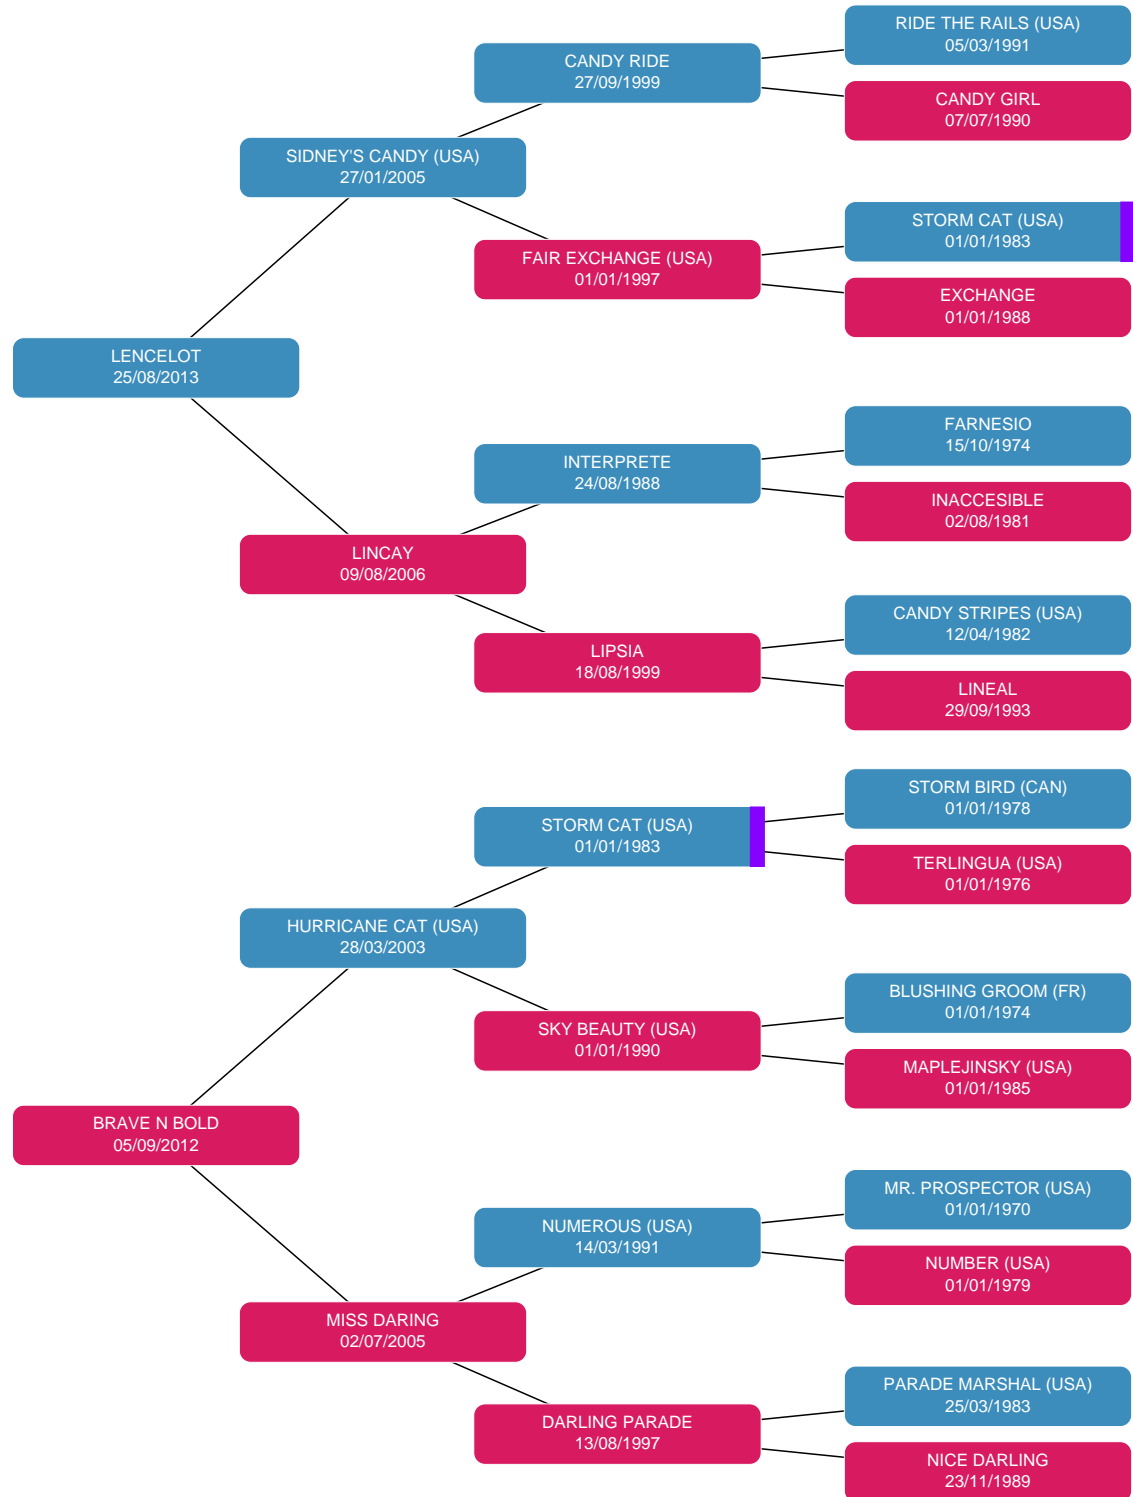 RIDE THE RAILS (USA)
05/03/1991
CANDY RIDE
27/09/1999
CANDY GIRL
07/07/1990
SIDNEY'S CANDY (USA)
27/01/2005
STORM CAT (USA)
01/01/1983
FAIR EXCHANGE (USA)
01/01/1997
EXCHANGE
01/01/1988
LENCELOT
25/08/2013
FARNESIO
15/10/1974
INTERPRETE
24/08/1988
INACCESIBLE
02/08/1981
LINCAY
09/08/2006
CANDY STRIPES (USA)
12/04/1982
LIPSIA
18/08/1999
LINEAL
29/09/1993
STORM BIRD (CAN)
01/01/1978
STORM CAT (USA)
01/01/1983
TERLINGUA (USA)
01/01/1976
HURRICANE CAT (USA)
28/03/2003
BLUSHING GROOM (FR)
01/01/1974
SKY BEAUTY (USA)
01/01/1990
MAPLEJINSKY (USA)
01/01/1985
BRAVE N BOLD
05/09/2012
MR. PROSPECTOR (USA)
01/01/1970
NUMEROUS (USA)
14/03/1991
NUMBER (USA)
01/01/1979
MISS DARING
02/07/2005
PARADE MARSHAL (USA)
25/03/1983
DARLING PARADE
13/08/1997
NICE DARLING
23/11/1989